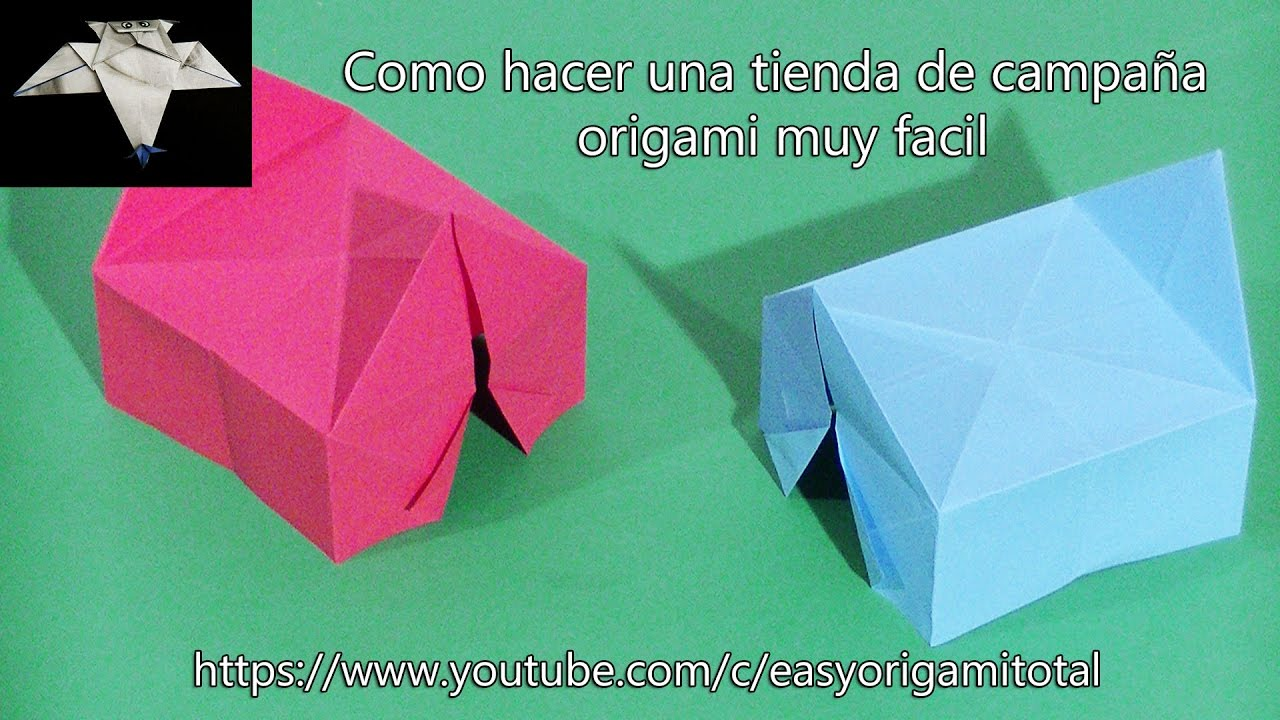 Como hacer una tienda de campaña
origami muy facil
https://www.youtube.com/c/easyorigamitotal